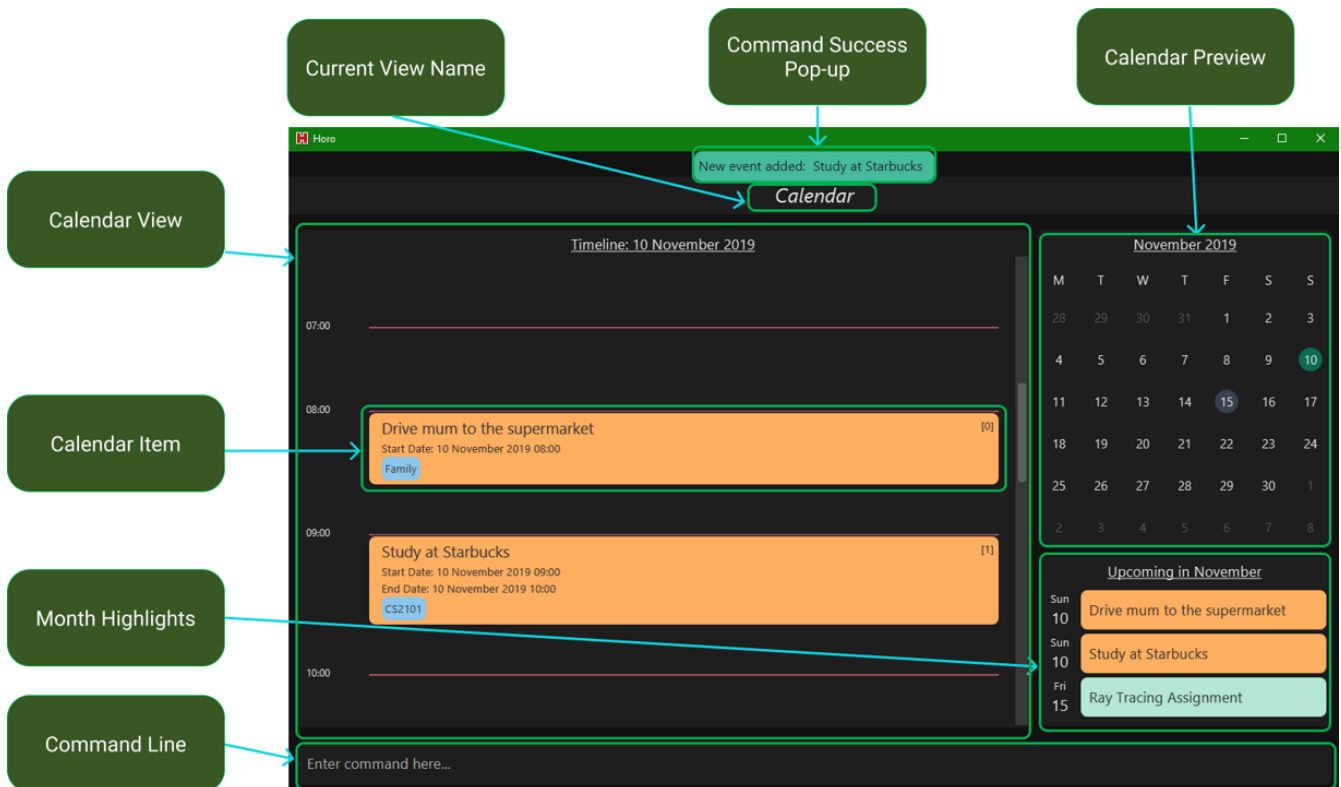 Current View Name
Command Success
Pop-up
Calendar Preview
Horo
New event added: Study at Starbucks
Calendar
Calendar View
Timeline: 10 November 2019
07:00
08:00
Drive mum to the supermarket
[0]
Start Date: 10 November 2019 08:00
Family
Calendar Item
09:00
Study at Starbucks
[1]
Start Date: 10 November 2019 09:00
End Date: 10 November 2019 10:00
CS2101
10:00
November 2019
M T W T F S S
28 29 30 31 1 2 3
4 5 6 7 8 9 10
11 12 13 14 15 16 17
18 19 20 21 22 23 24
25 26 27 28 29 30 1
2 3 4 5 6 7 8
Month Highlights
Upcoming in November
Sun
10
Drive mum to the supermarket
Sun
10
Study at Starbucks
Fri
15
Ray Tracing Assignment
Command Line
Enter command here...